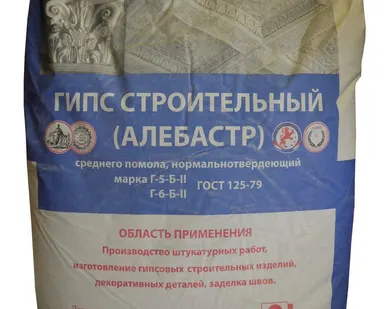 ГИПС СТРОИТЕЛЬНЫЙ
(АЛЕБАСТР)
среднего помола, нормальнотвердеющий
марка Г-5-Б-II
Г-6-Б-II
ГОСТ 125-79
ОБЛАСТЬ ПРИМЕНЕНИЯ
Производство штукатурных работ,
изготовление гипсовых строительных изделий,
декоративных деталей, заделка швов.